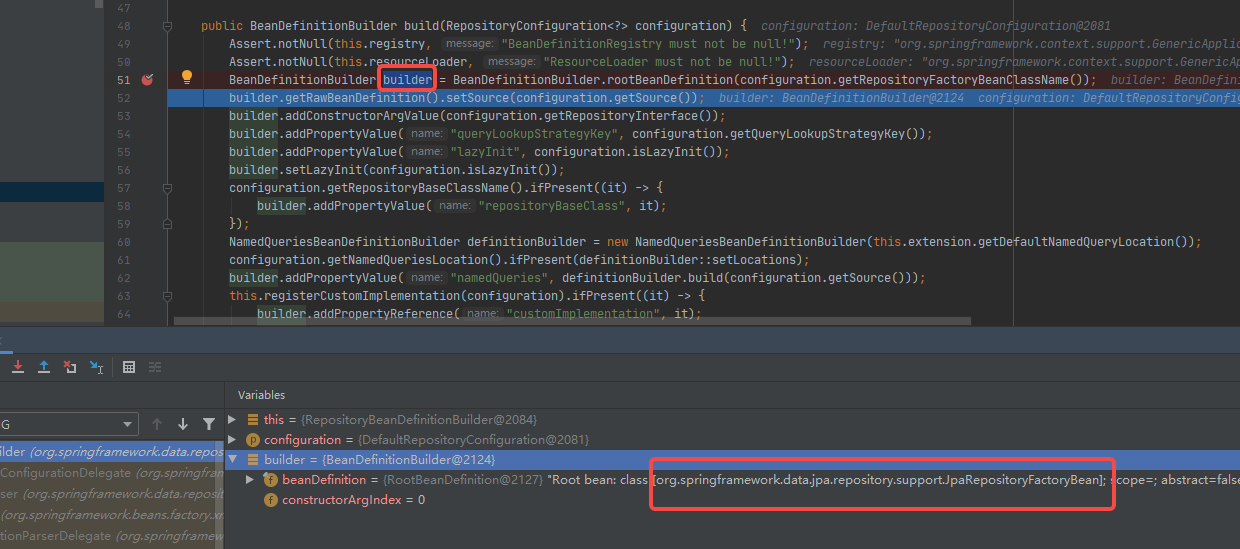 47
48 public BeanDefinitionBuilder build(RepositoryConfiguration<?> configuration) { configuration: DefaultRepositoryConfiguration@2081
49 Assert.notNull(this.registry, message: "BeanDefinitionRegistry must not be null!"); registry: "org.springframework.context.support.GenericApplic
50 Assert.notNull(this.resourceLoader, message: "ResourceLoader must not be null!"); resourceLoader: "org.springframework.context.support.GenericA
51 BeanDefinitionBuilder builder = BeanDefinitionBuilder.rootBeanDefinition(configuration.getRepositoryFactoryBeanClassName()); builder: BeanDefini
52 builder.getRawBeanDefinition().setSource(configuration.getSource()); builder: BeanDefinitionBuilder@2124 configuration: DefaultRepositoryConfig
53 builder.addConstructorArgValue(configuration.getRepositoryInterface());
54 builder.addPropertyValue( name: "queryLookupStrategyKey", configuration.getQueryLookupStrategyKey());
55 builder.addPropertyValue( name: "lazyInit", configuration.isLazyInit());
56 builder.setLazyInit(configuration.isLazyInit());
57 configuration.getRepositoryBaseClassName().ifPresent((it) -> {
58 builder.addPropertyValue( name: "repositoryBaseClass", it);
59 });
60 NamedQueriesBeanDefinitionBuilder definitionBuilder = new NamedQueriesBeanDefinitionBuilder(this.extension.getDefaultNamedQueryLocation());
61 configuration.getNamedQueriesLocation().ifPresent(definitionBuilder::setLocations);
62 builder.addPropertyValue( name: "namedQueries", definitionBuilder.build(configuration.getSource()));
63 this.registerCustomImplementation(configuration).ifPresent((it) -> {
64 builder.addPropertyReference( name: "customImplementation", it);
Variables
G
this = {RepositoryBeanDefinitionBuilder@2084}
configuration = {DefaultRepositoryConfiguration@2081}
builder = {BeanDefinitionBuilder@2124}
beanDefinition = {RootBeanDefinition@2127} "Root bean: class [org.springframework.data.jpa.repository.support.JpaRepositoryFactoryBean]; scope=; abstract=false
constructorArgIndex = 0
ilder (org.springframework.data.repos
ConfigurationDelegate (org.springfram
ser (org.springframework.data.reposit
(org.springframework.beans.factory.xm
tionParserDelegate (org.springframew